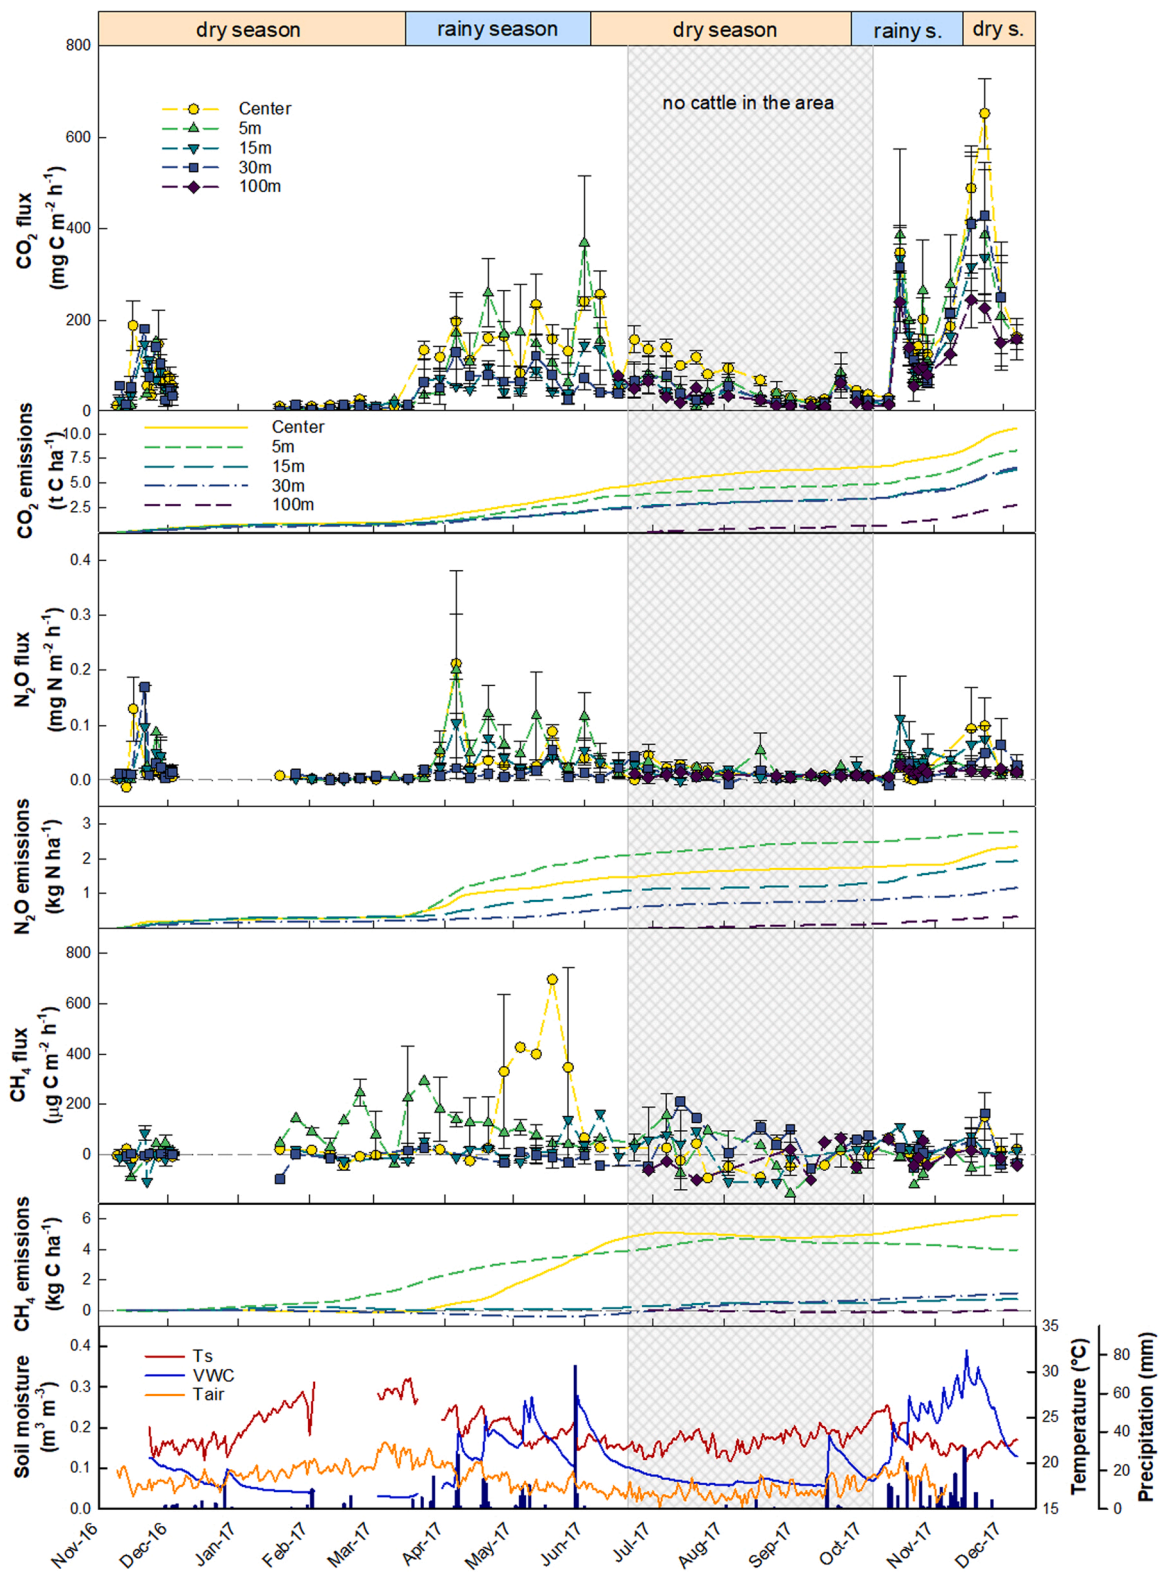 dry season rainy season dry season rainy s. dry s.
800
600
400
200
0
CO2 flux
(mg C m-2 h-1)
no cattle in the area
Center
5m
15m
30m
100m
10.0
7.5
5.0
2.5
CO2 emissions
(t C ha-1)
Center
5m
15m
30m
100m
0.4
0.3
0.2
0.1
0.0
N2O flux
(mg N m-2 h-1)
3
2
1
N2O emissions
(kg N ha-1)
800
600
400
200
0
CH4 flux
(µg C m-2 h-1)
6
4
2
0
CH4 emissions
(kg C ha-1)
0.4
0.3
0.2
0.1
0.0
Soil moisture
(m3 m-3)
Ts
VWC
Tair
35
30
25
20
15
Temperature (°C)
80
60
40
20
0
Precipitation (mm)
Nov-16 Dec-16 Jan-17 Feb-17 Mar-17 Apr-17 May-17 Jun-17 Jul-17 Aug-17 Sep-17 Oct-17 Nov-17 Dec-17